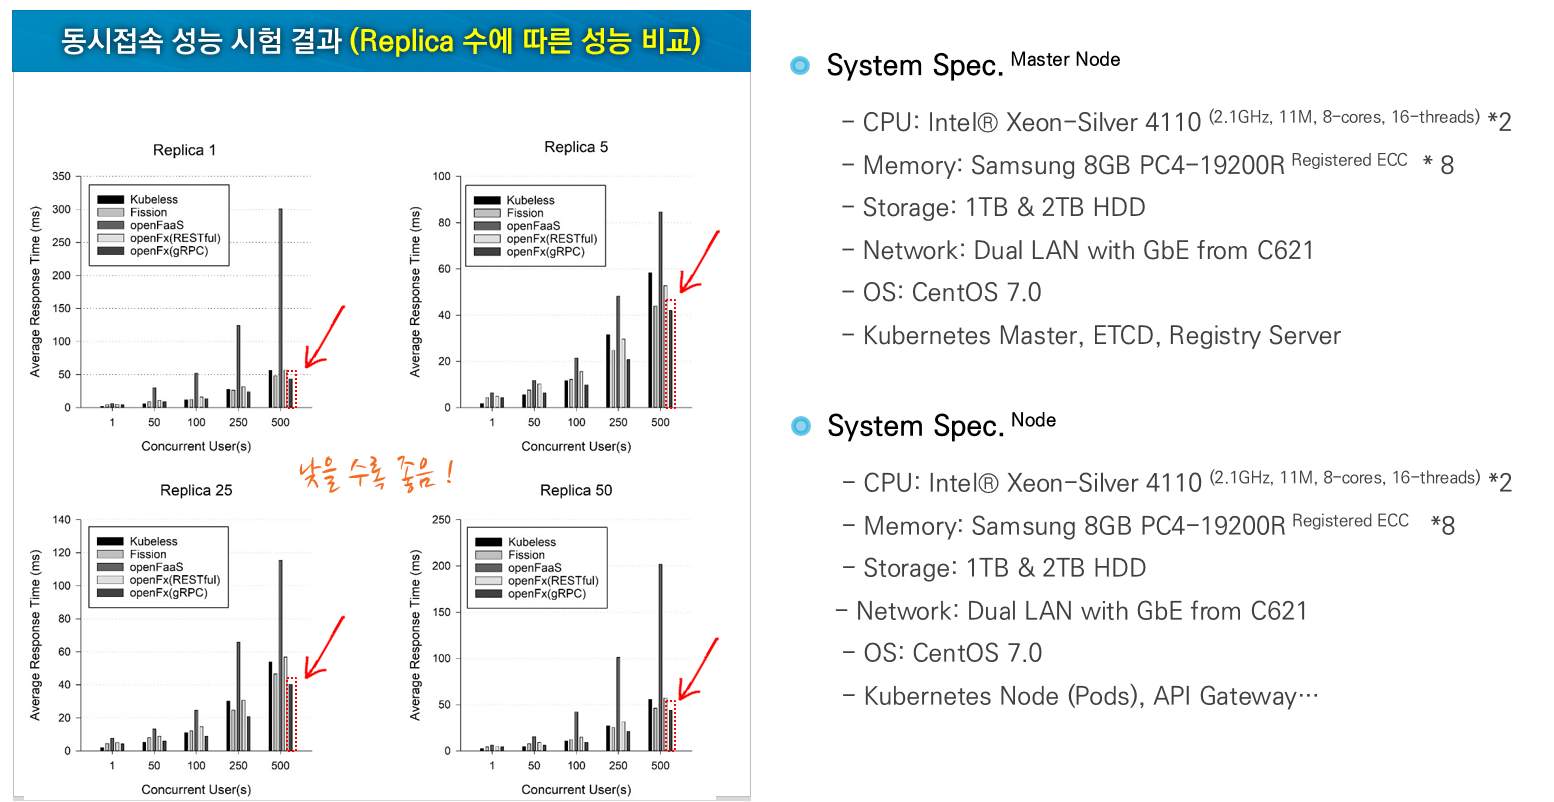 동시접속 성능 시험 결과 (Replica 수에 따른 성능 비교)
Replica 1
Average Response Time (ms)
350
300
250
200
150
100
50
0
Kubeless
Fission
openFaaS
openFx(RESTful)
openFx(gRPC)
1 50 100 250 500
Concurrent User(s)
Replica 5
Average Response Time (ms)
100
80
60
40
20
0
Kubeless
Fission
openFaaS
openFx(RESTful)
openFx(gRPC)
1 50 100 250 500
Concurrent User(s)
낮을 수록 좋음 !
Replica 25
Average Response Time (ms)
140
120
100
80
60
40
20
0
Kubeless
Fission
openFaaS
openFx(RESTful)
openFx(gRPC)
1 50 100 250 500
Concurrent User(s)
Replica 50
Average Response Time (ms)
250
200
150
100
50
0
Kubeless
Fission
openFaaS
openFx(RESTful)
openFx(gRPC)
1 50 100 250 500
Concurrent User(s)
System Spec. Master Node
- CPU: Intel® Xeon-Silver 4110 (2.1GHz, 11M, 8-cores, 16-threads) *2
- Memory: Samsung 8GB PC4-19200R Registered ECC * 8
- Storage: 1TB & 2TB HDD
- Network: Dual LAN with GbE from C621
- OS: CentOS 7.0
- Kubernetes Master, ETCD, Registry Server
System Spec. Node
- CPU: Intel® Xeon-Silver 4110 (2.1GHz, 11M, 8-cores, 16-threads) *2
- Memory: Samsung 8GB PC4-19200R Registered ECC *8
- Storage: 1TB & 2TB HDD
- Network: Dual LAN with GbE from C621
- OS: CentOS 7.0
- Kubernetes Node (Pods), API Gateway…